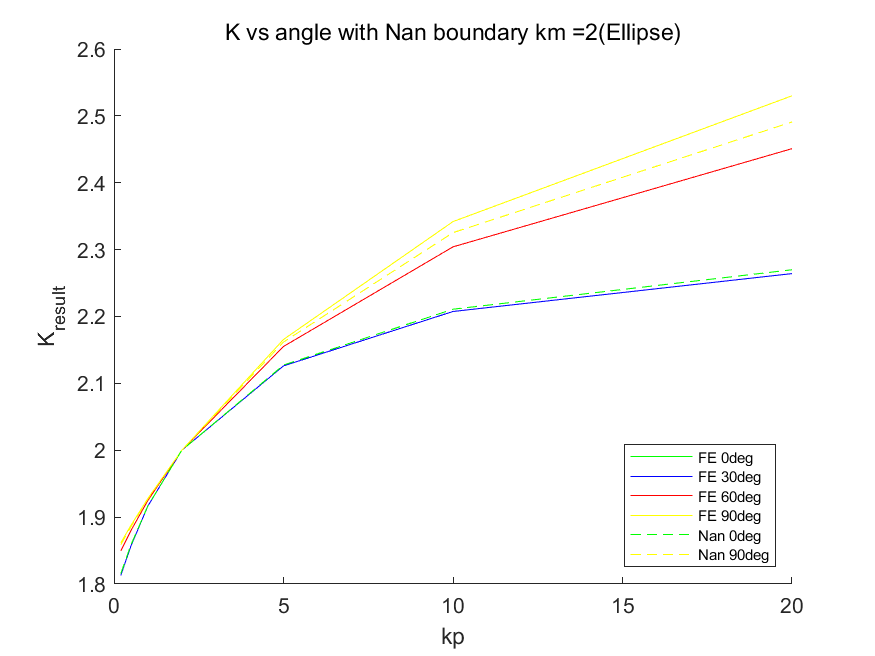 K vs angle with Nan boundary km =2(Ellipse)
2.6
2.5
2.4
2.3
2.2
2.1
2
1.9
1.8
K_result
0
5
10
15
20
kp
FE 0deg
FE 30deg
FE 60deg
FE 90deg
Nan 0deg
Nan 90deg